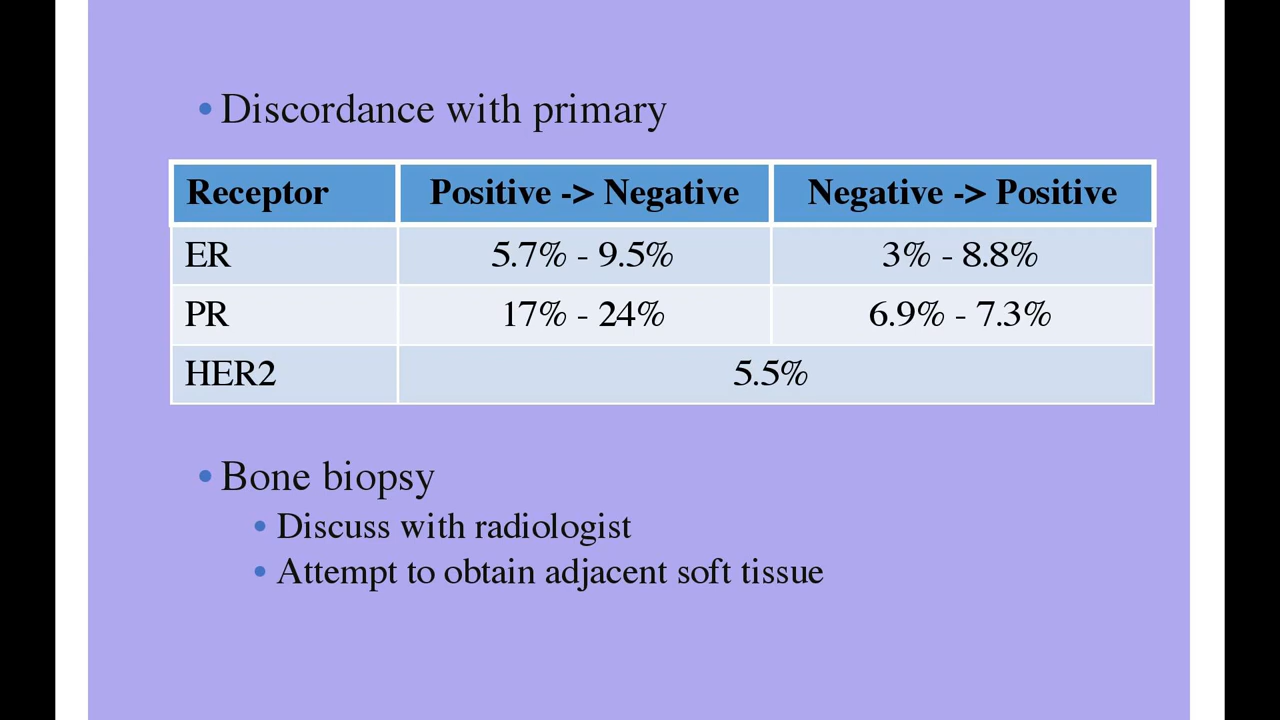 • Discordance with primary
Receptor Positive -> Negative Negative -> Positive
ER 5.7% - 9.5% 3% - 8.8%
PR 17% - 24% 6.9% - 7.3%
HER2 5.5%
• Bone biopsy
• Discuss with radiologist
• Attempt to obtain adjacent soft tissue